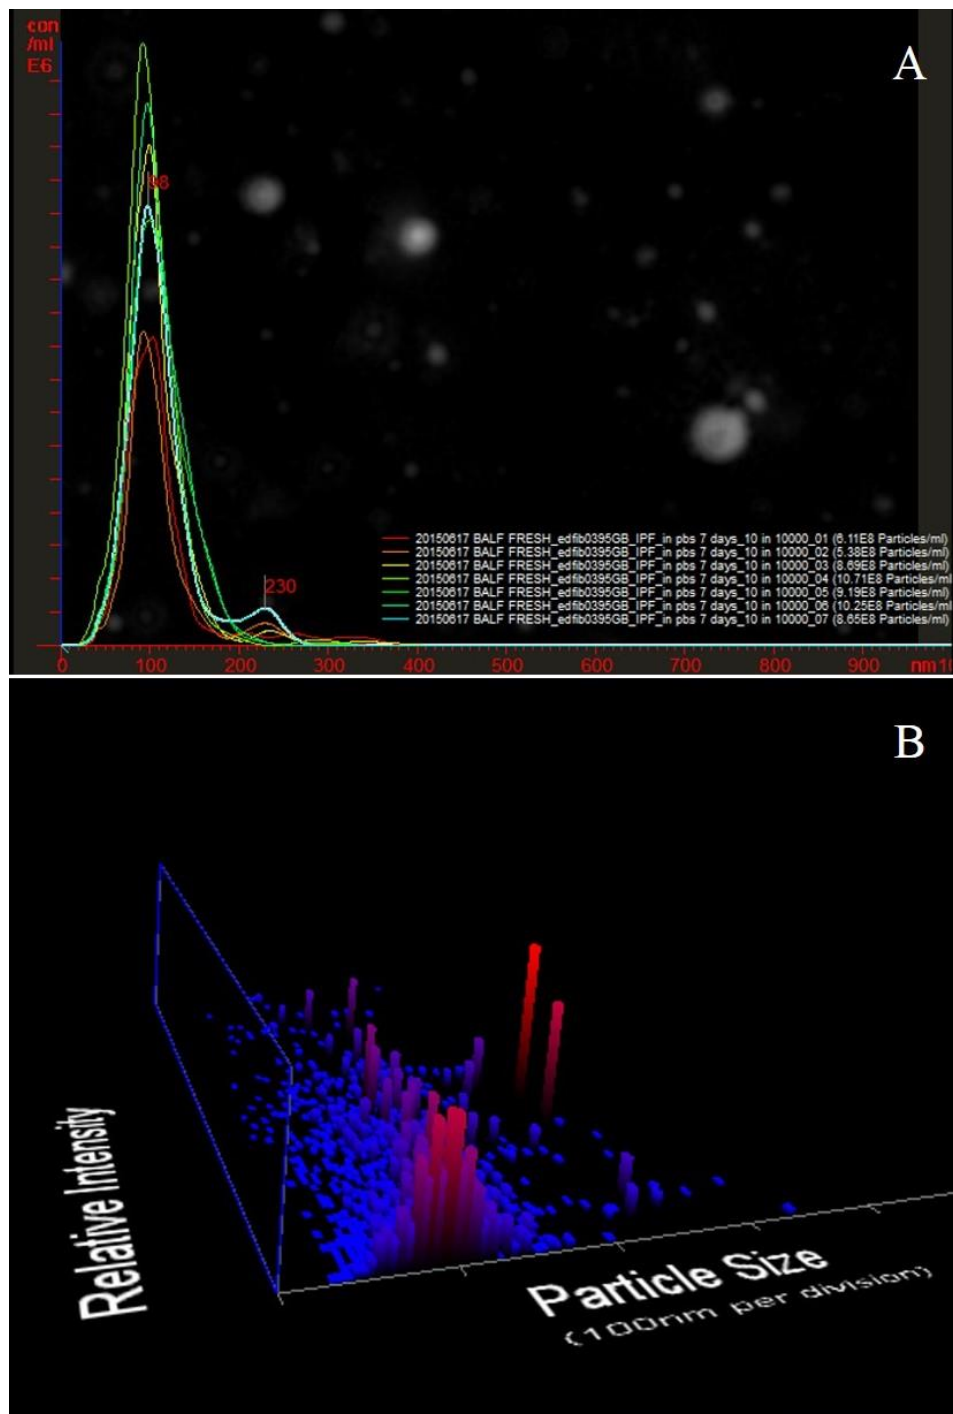 con
/ml
E6
A
98
230
20150617 BALF FRESH_edfib0395GB_IPF_in pbs 7 days_10 in 10000_01 (6.11E8 Particles/ml)
20150617 BALF FRESH_edfib0395GB_IPF_in pbs 7 days_10 in 10000_02 (5.38E8 Particles/ml)
20150617 BALF FRESH_edfib0395GB_IPF_in pbs 7 days_10 in 10000_03 (8.69E8 Particles/ml)
20150617 BALF FRESH_edfib0395GB_IPF_in pbs 7 days_10 in 10000_04 (10.71E8 Particles/ml
20150617 BALF FRESH_edfib0395GB_IPF_in pbs 7 days_10 in 10000_05 (9.19E8 Particles/ml)
20150617 BALF FRESH_edfib0395GB_IPF_in pbs 7 days_10 in 10000_06 (10.25E8 Particles/ml
20150617 BALF FRESH_edfib0395GB_IPF_in pbs 7 days_10 in 10000_07 (8.65E8 Particles/ml)
0 100 200 300 400 500 600 700 800 900 nm 10
B
Relative Intensity
Particle Size
(100nm per division)